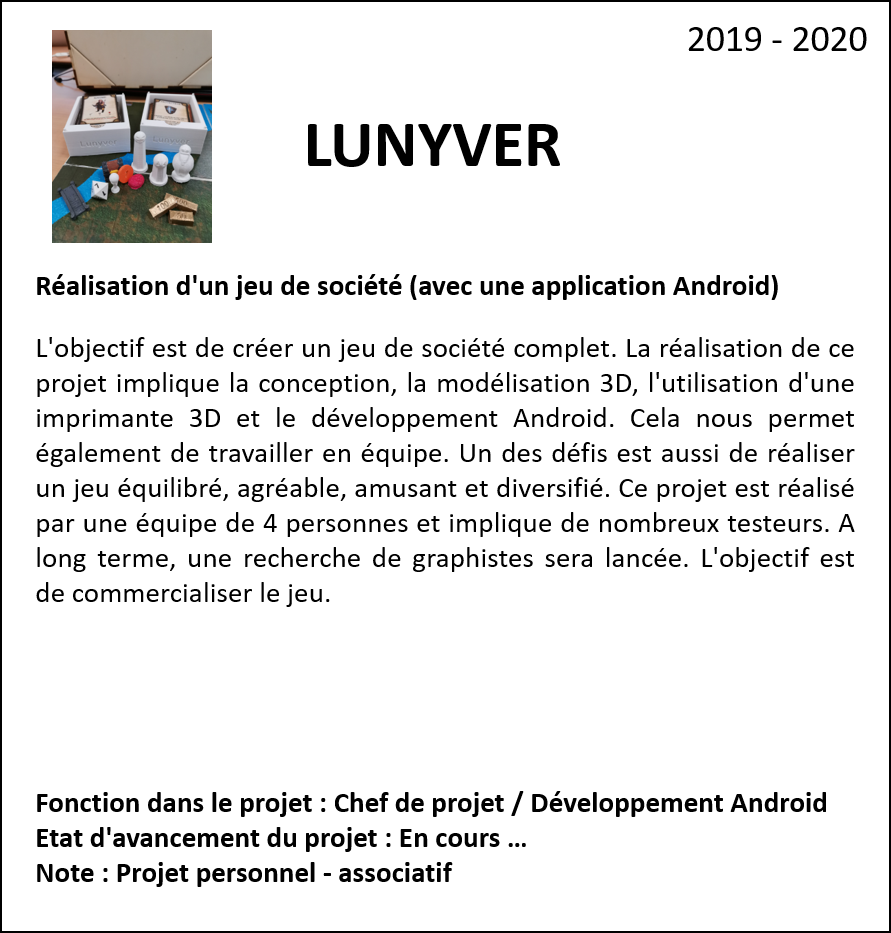 2019 - 2020
LUNYVER
Réalisation d'un jeu de société (avec une application Android)
L'objectif est de créer un jeu de société complet. La réalisation de ce
projet implique la conception, la modélisation 3D, l'utilisation d'une
imprimante 3D et le développement Android. Cela nous permet
également de travailler en équipe. Un des défis est aussi de réaliser
un jeu équilibré, agréable, amusant et diversifié. Ce projet est réalisé
par une équipe de 4 personnes et implique de nombreux testeurs. A
long terme, une recherche de graphistes sera lancée. L'objectif est
de commercialiser le jeu.
Fonction dans le projet : Chef de projet / Développement Android
Etat d'avancement du projet : En cours ...
Note : Projet personnel - associatif